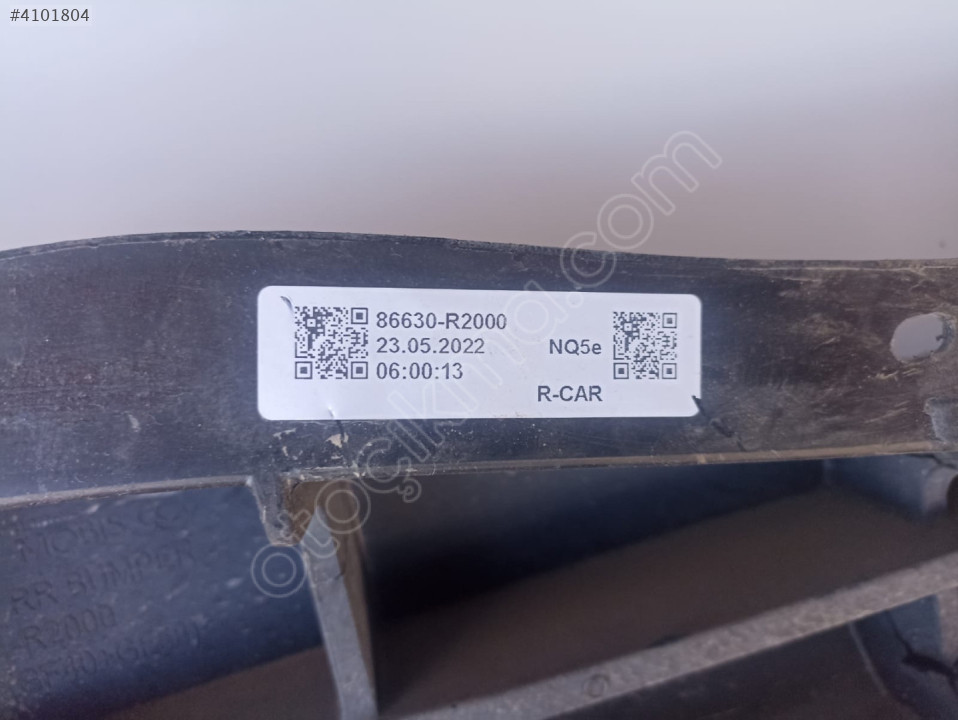 #4101804
86630-R2000
23.05.2022
06:00:13
NQ5e
R-CAR
otoçıkma.com
RR BUMPER
R2000